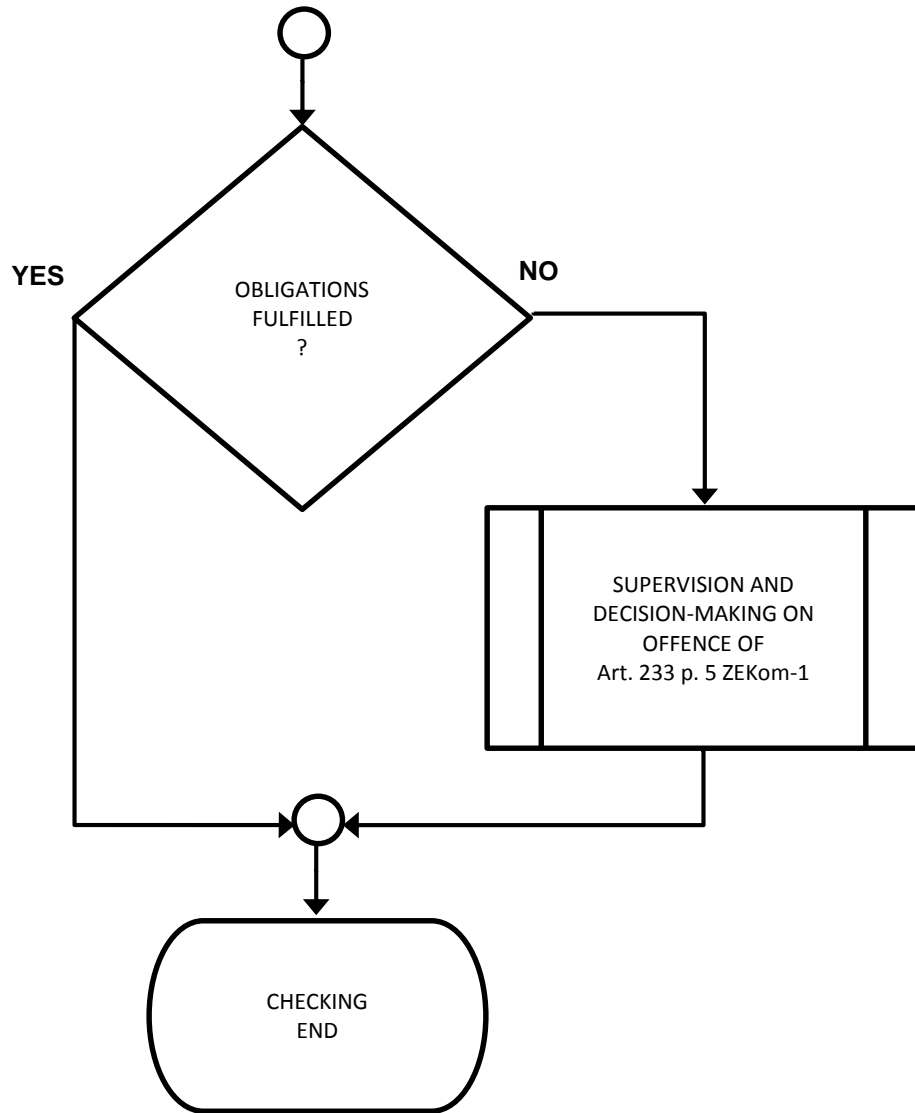 YES
NO
OBLIGATIONS
FULFILLED
?
SUPERVISION AND
DECISION-MAKING ON
OFFENCE OF
Art. 233 p. 5 ZEKom-1
CHECKING
END